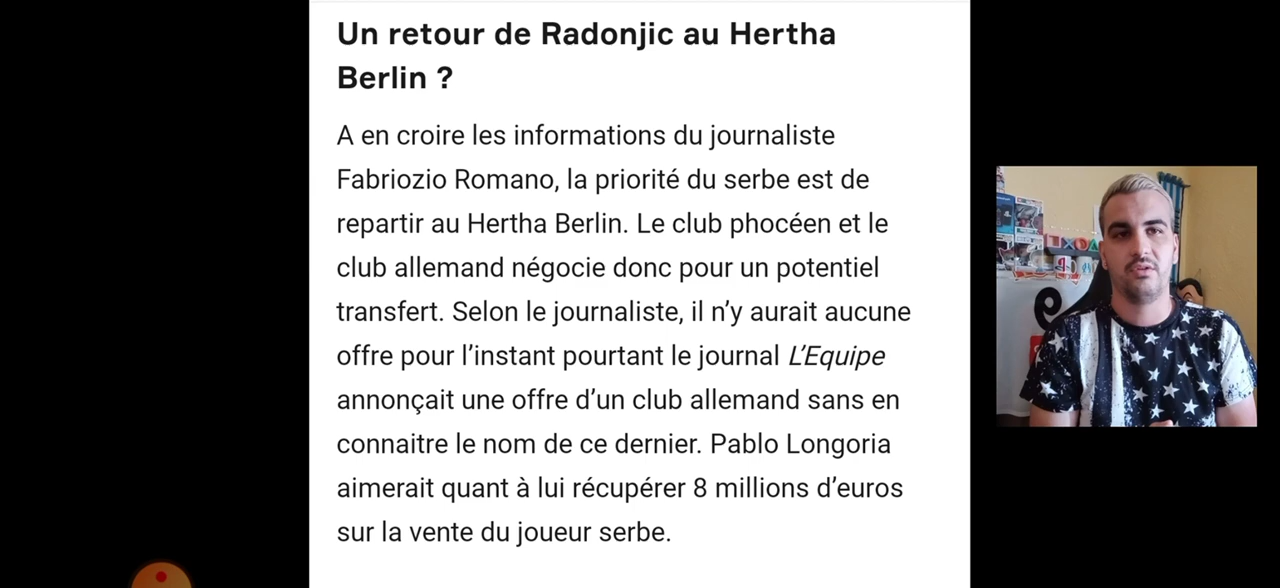 Un retour de Radonjic au Hertha
Berlin ?
A en croire les informations du journaliste
Fabriozio Romano, la priorité du serbe est de
repartir au Hertha Berlin. Le club phocéen et le
club allemand négocie donc pour un potentiel
transfert. Selon le journaliste, il n’y aurait aucune
offre pour l’instant pourtant le journal L’Equipe
annonçait une offre d’un club allemand sans en
connaitre le nom de ce dernier. Pablo Longoria
aimerait quant à lui récupérer 8 millions d’euros
sur la vente du joueur serbe.